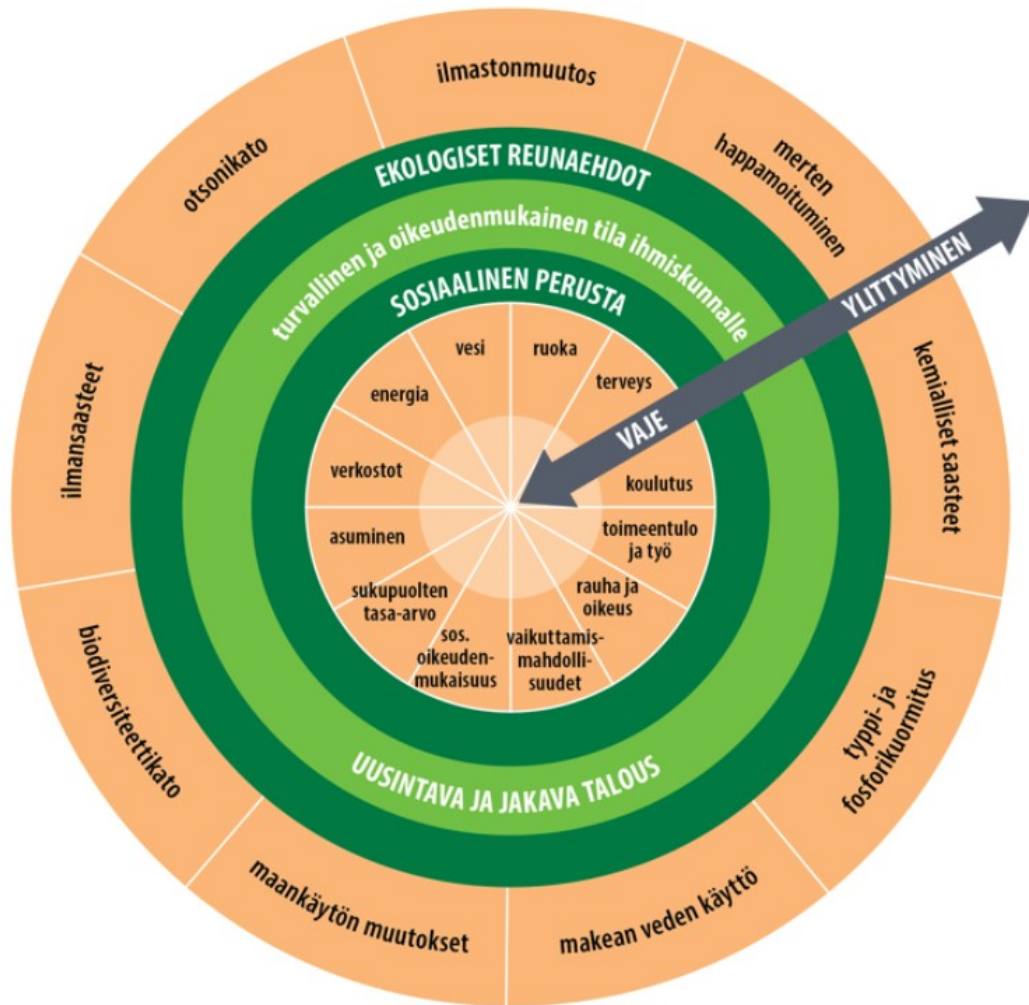 ilmastonmuutos
merten
happamoituminen
kemialliset saasteet
typpi- ja
fosforikuormitus
makean veden käyttö
maankäytön muutokset
biodiversiteettikato
ilmansaasteet
otsonikato
EKOLOGISET REUNAEHDOT
turvallinen ja oikeudenmukainen tila ihmiskunnalle
SOSIAALINEN PERUSTA
YLITTYMINEN
VAJE
vesi
ruoka
terveys
koulutus
toimeentulo
ja työ
rauha ja
oikeus
vaikuttamis-
mahdolli-
suudet
sos.
oikeuden-
mukaisuus
sukupuolten
tasa-arvo
asuminen
verkostot
energia
UUSINTAVA JA JAKAVA TALOUS